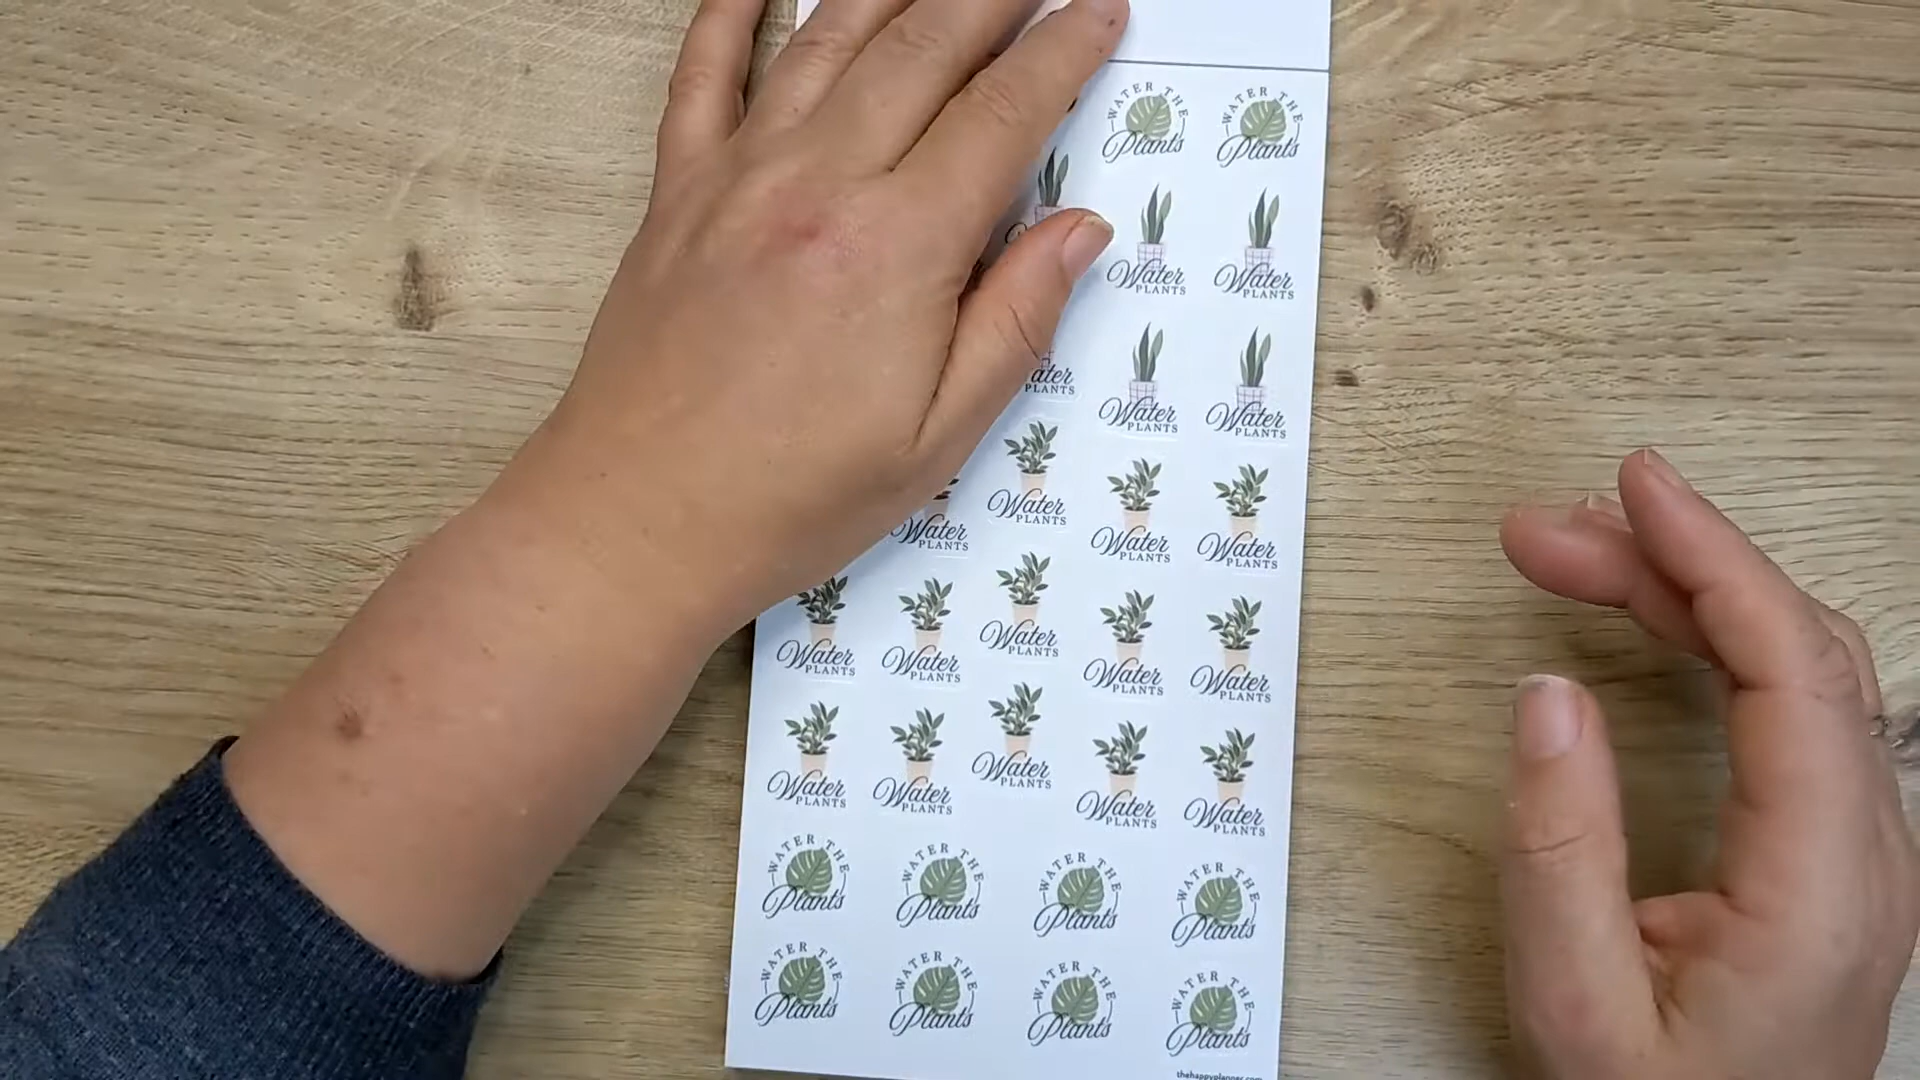 WATER THE Plants WATER THE Plants
Water PLANTS Water PLANTS
PLANTS Water PLANTS Water PLANTS
Water PLANTS Water PLANTS Water PLANTS Water PLANTS
Water PLANTS Water PLANTS Water PLANTS Water PLANTS Water PLANTS
Water PLANTS Water PLANTS Water PLANTS Water PLANTS Water PLANTS
WATER THE Plants WATER THE Plants WATER THE Plants WATER THE Plants
WATER THE Plants WATER THE Plants WATER THE Plants WATER THE Plants
thehappyplanner.com